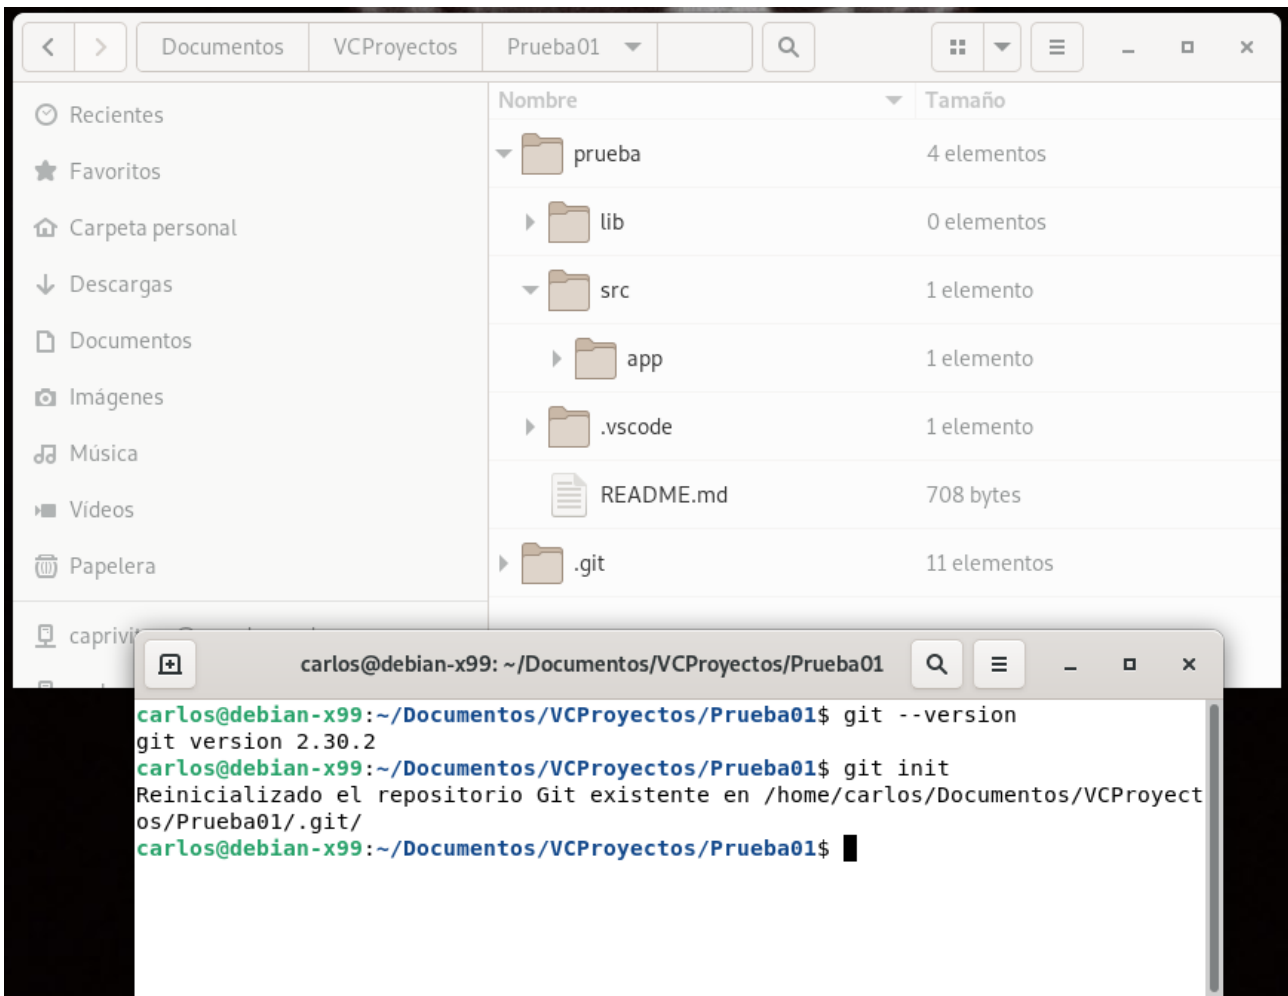 Documentos VCProyectos Prueba01
Nombre Tamaño
Recientes
Favoritos
Carpeta personal
Descargas
Documentos
Imágenes
Música
Vídeos
Papelera
prueba 4 elementos
lib 0 elementos
src 1 elemento
app 1 elemento
.vscode 1 elemento
README.md 708 bytes
.git 11 elementos
carlos@debian-x99: ~/Documentos/VCProyectos/Prueba01
carlos@debian-x99:~/Documentos/VCProyectos/Prueba01$ git --version
git version 2.30.2
carlos@debian-x99:~/Documentos/VCProyectos/Prueba01$ git init
Reinicializado el repositorio Git existente en /home/carlos/Documentos/VCProyect
os/Prueba01/.git/
carlos@debian-x99:~/Documentos/VCProyectos/Prueba01$